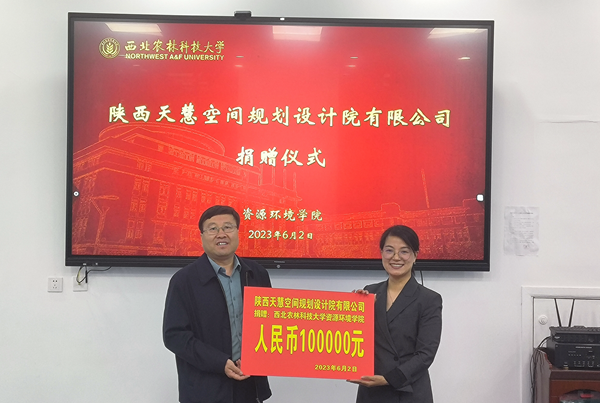 西北农林科技大学
NORTHWEST A&F UNIVERSITY
陕西天慧空间规划设计院有限公司
捐赠仪式
资源环境学院
2023年6月2日
陕西天慧空间规划设计院有限公司
捐赠：西北农林科技大学资源环境学院
人民币100000元
2023年6月2日